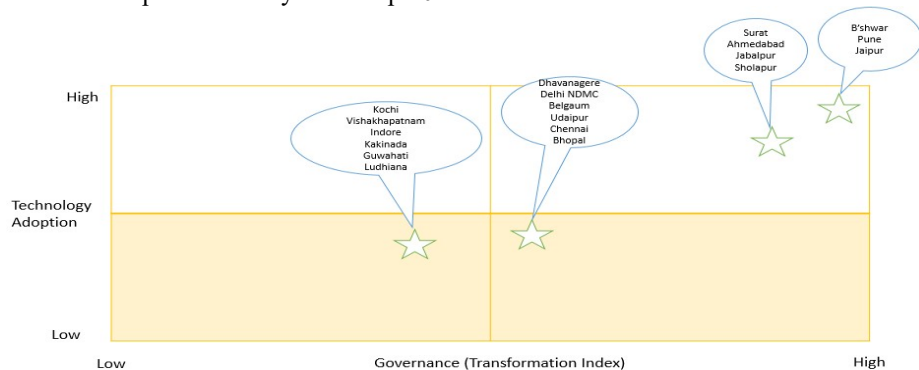 Surat
Ahmedabad
Jabalpur
Sholapur
B'shwar
Pune
Jaipur
High
Kochi
Vishakhapatnam
Indore
Kakinada
Guwahati
Ludhiana
Dhavanagere
Delhi NDMC
Belgaum
Udaipur
Chennai
Bhopal
Technology
Adoption
Low
Low
Governance (Transformation Index)
High